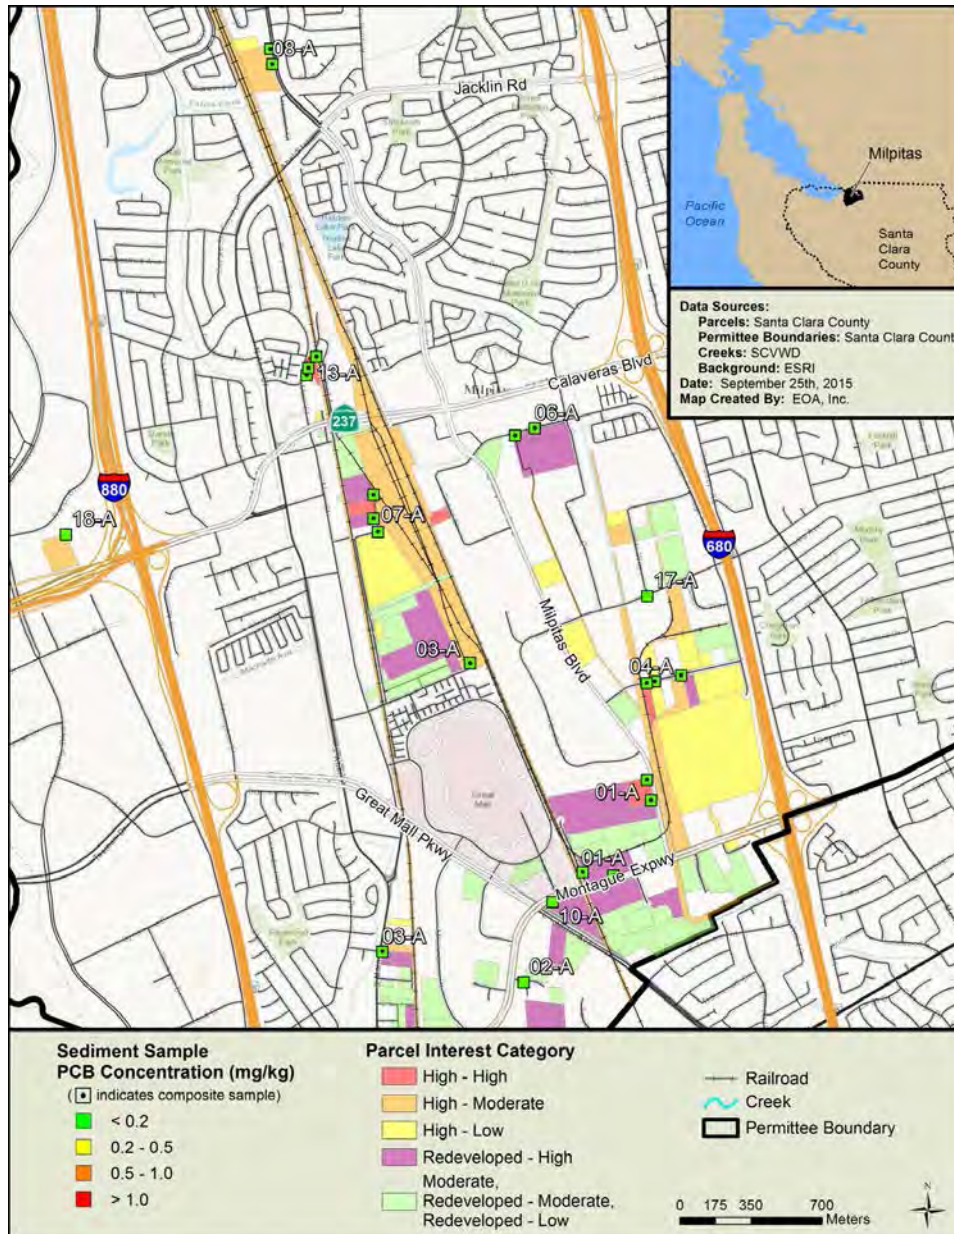 08-A
Jacklin Rd
Milpitas
Pacific
Ocean
Santa
Clara
County
Data Sources:
Parcels: Santa Clara County
Permittee Boundaries: Santa Clara Count
Creeks: SCVWD
Background: ESRI
Date: September 25th, 2015
Map Created By: EOA, Inc.
13-A
Calaveras Blvd
237
06-A
880
18-A
07-A
680
17-A
Milpitas Blvd
03-A
04-A
Great
Mall
01-A
Great Mall Pkwy
01-A
Montague Expwy
10-A
03-A
02-A
Sediment Sample
PCB Concentration (mg/kg)
( indicates composite sample)
< 0.2
0.2 - 0.5
0.5 - 1.0
> 1.0
Parcel Interest Category
High - High
High - Moderate
High - Low
Redeveloped - High
Moderate,
Redeveloped - Moderate,
Redeveloped - Low
Railroad
Creek
Permittee Boundary
N
0 175 350 700
Meters